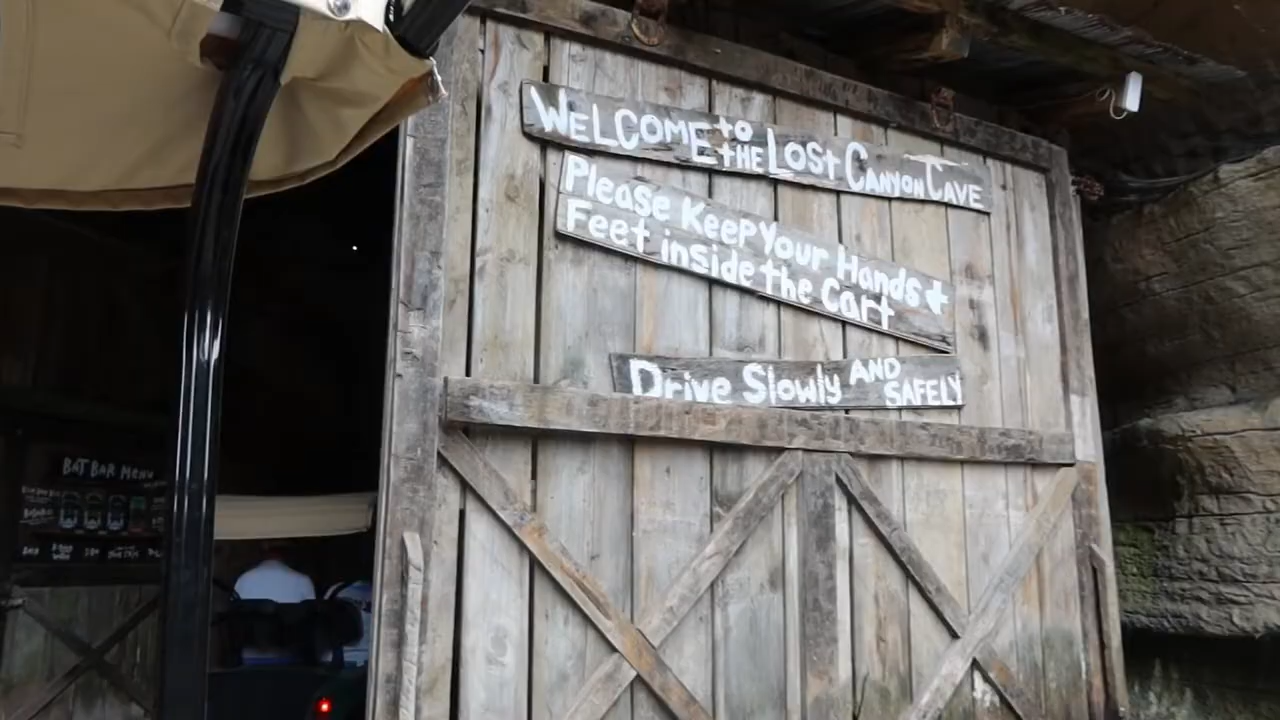 WELCOME to the LOSt CANYON CAVE
Please Keep Your Hands +
Feet inside the Cart
Drive Slowly AND SAFELY
BAT BAR MENU